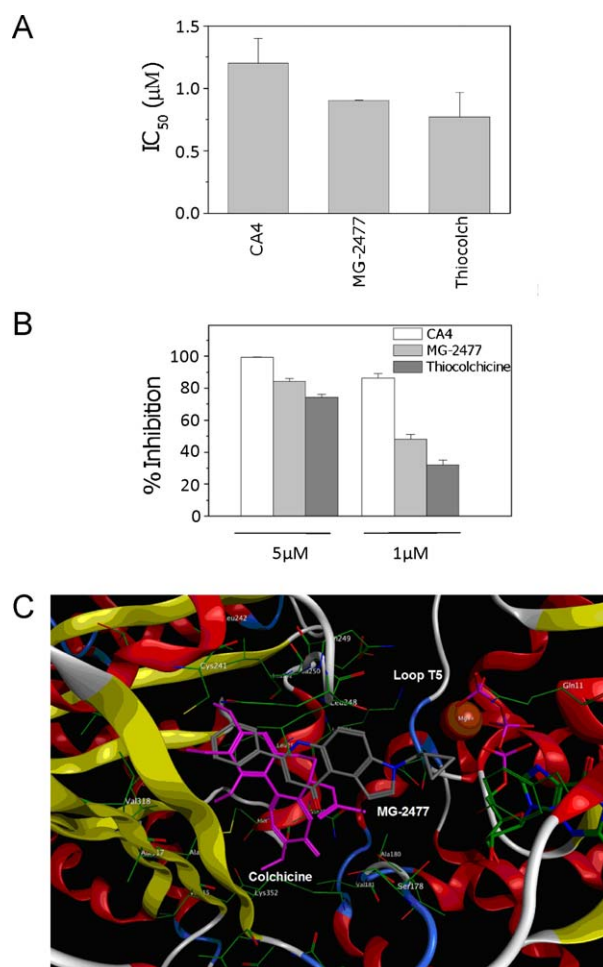 A
IC50 (μM)
1.5
1.0
0.5
0.0
CA4
MG-2477
Thiocolch
B
% Inhibition
100
80
60
40
20
0
CA4
MG-2477
Thiocolchicine
5μM
1μM
C
Cys241
Leu248
Loop T5
Gln11
Val318
MG-2477
Colchicine
Lys352
Ala180
Val181
Ser178